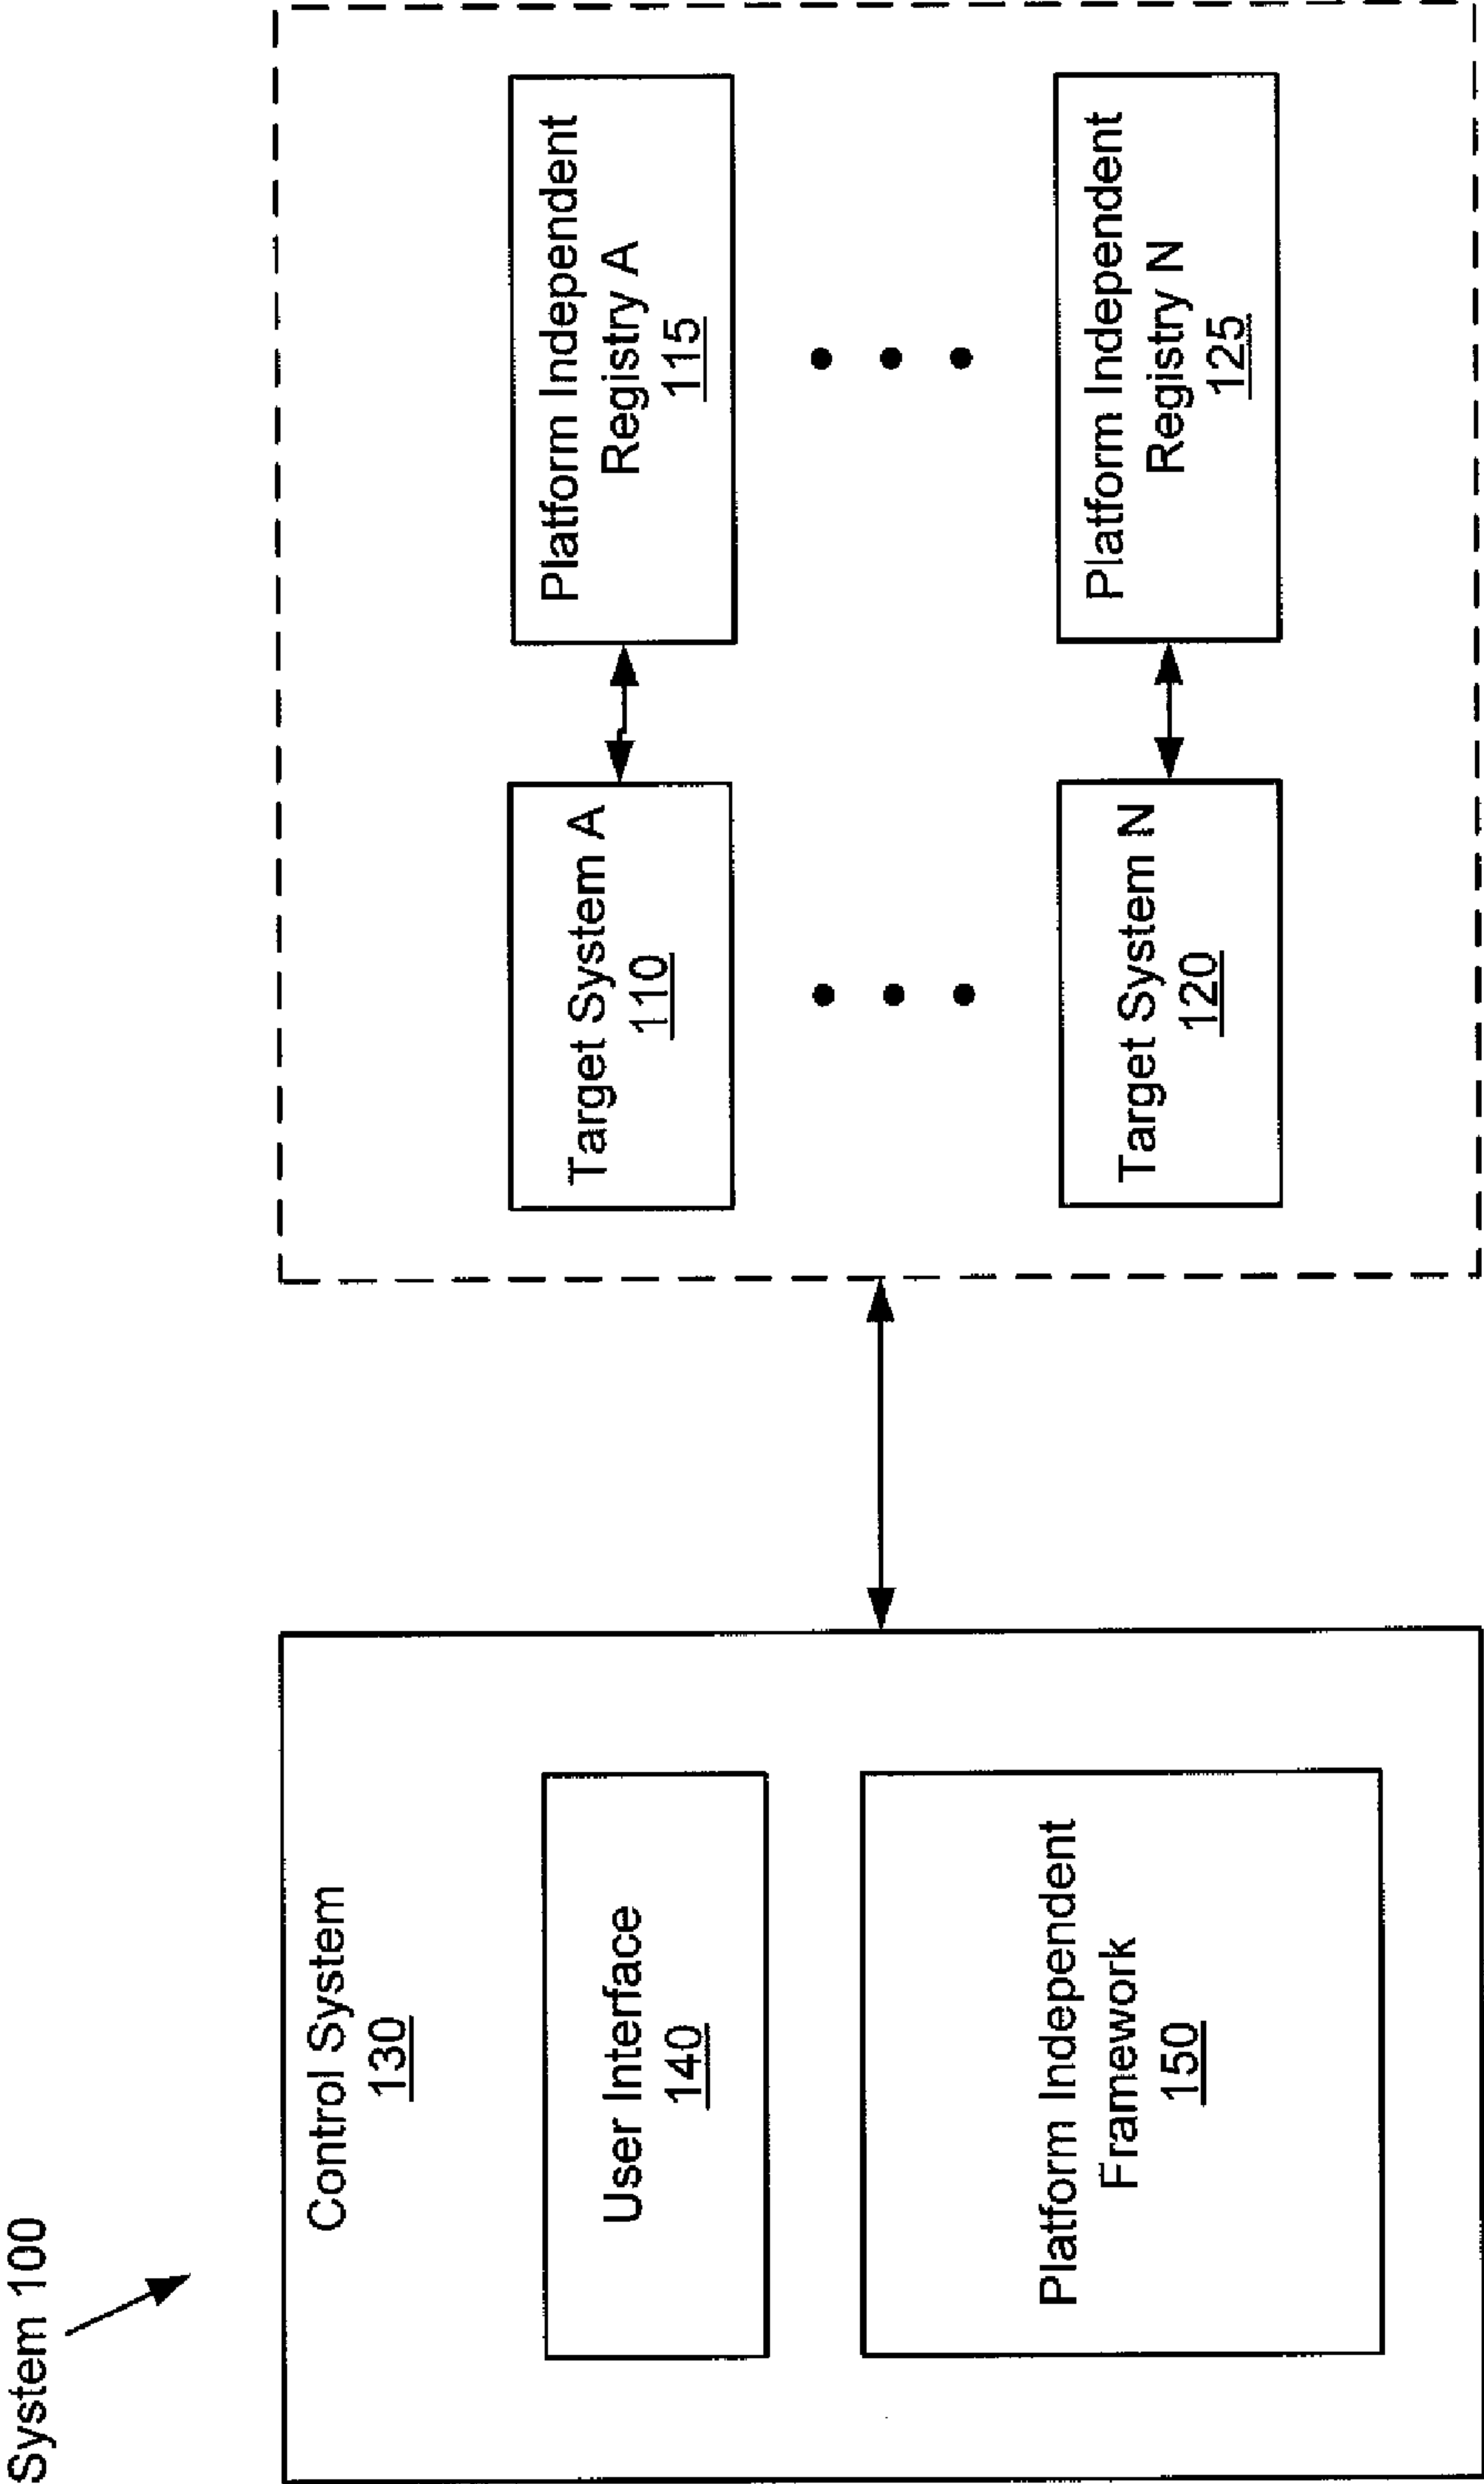 System 100
Control System
130
User Interface
140
Platform Independent
Framework
150
Target System A
110
Platform Independent
Registry A
115
Target System N
120
Platform Independent
Registry N
125